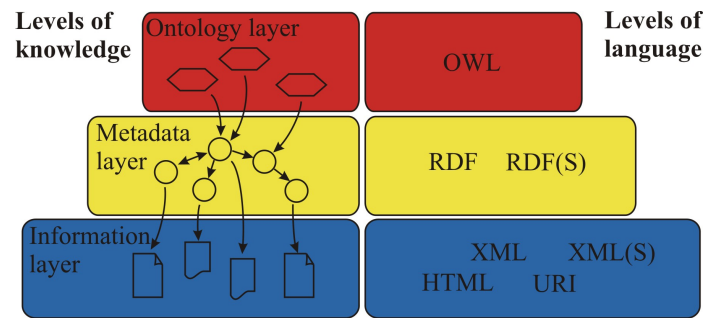 Levels of
knowledge
Ontology layer
OWL
Levels of
language
Metadata
layer
RDF RDF(S)
Information
layer
XML XML(S)
HTML URI